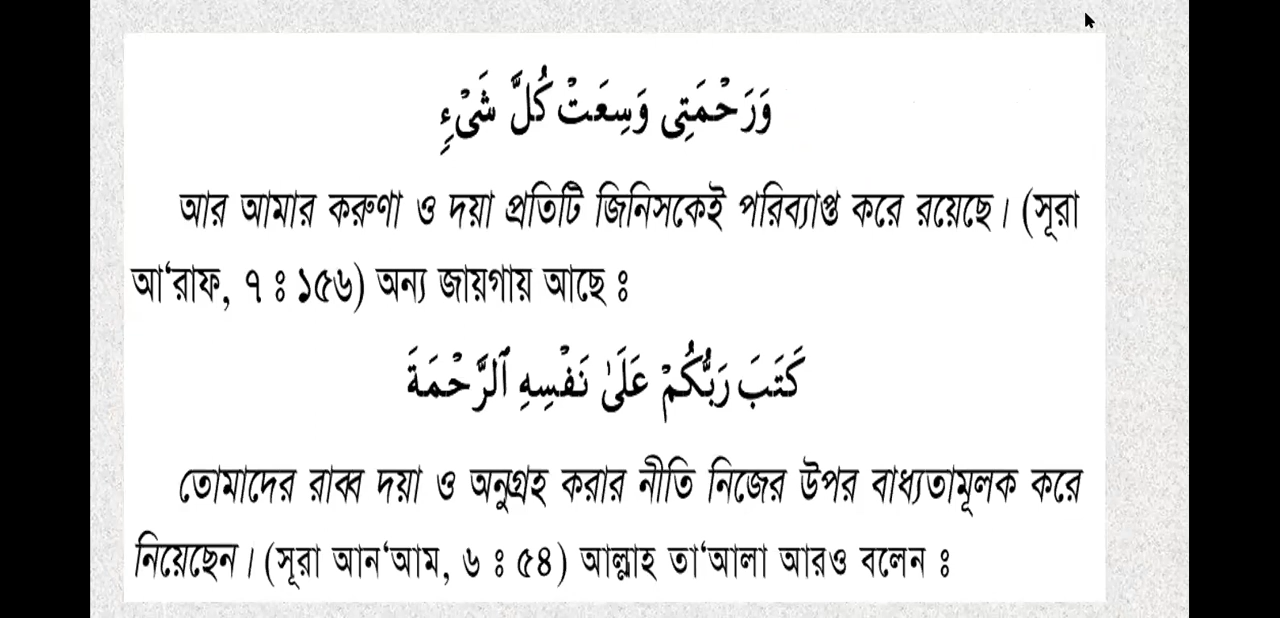 وَرَحْمَتِى وَسِعَتْ كُلَّ شَىْءٍ
আর আমার করুণা ও দয়া প্রতিটি জিনিসকেই পরিব্যাপ্ত করে রয়েছে। (সূরা
আ‘রাফ, ৭ ঃ ১৫৬) অন্য জায়গায় আছে ঃ
كَتَبَ رَبُّكُمْ عَلَىٰ نَفْسِهِ ٱلرَّحْمَةَ
তোমাদের রাব্ব দয়া ও অনুগ্রহ করার নীতি নিজের উপর বাধ্যতামূলক করে
নিয়েছেন। (সূরা আন‘আম, ৬ ঃ ৫৪) আল্লাহ তা‘আলা আরও বলেন ঃ